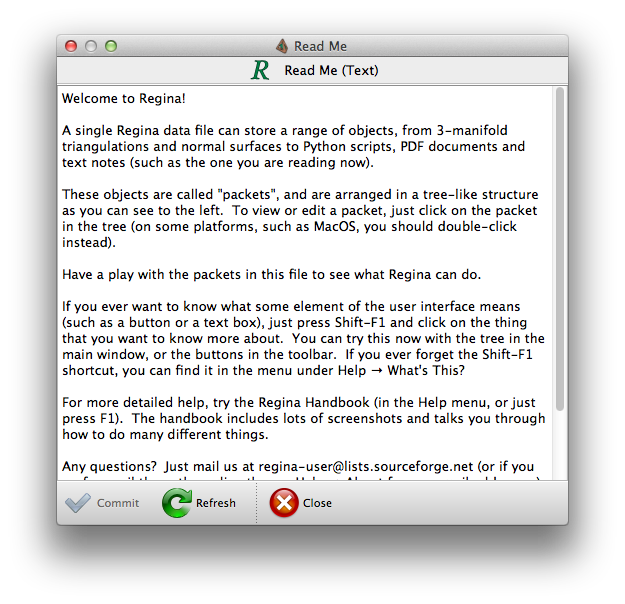 Read Me
R Read Me (Text)
Welcome to Regina!
A single Regina data file can store a range of objects, from 3-manifold
triangulations and normal surfaces to Python scripts, PDF documents and
text notes (such as the one you are reading now).
These objects are called "packets", and are arranged in a tree-like structure
as you can see to the left.  To view or edit a packet, just click on the packet
in the tree (on some platforms, such as MacOS, you should double-click
instead).
Have a play with the packets in this file to see what Regina can do.
If you ever want to know what some element of the user interface means
(such as a button or a text box), just press Shift-F1 and click on the thing
that you want to know more about.  You can try this now with the tree in the
main window, or the buttons in the toolbar.  If you ever forget the Shift-F1
shortcut, you can find it in the menu under Help → What's This?
For more detailed help, try the Regina Handbook (in the Help menu, or just
press F1).  The handbook includes lots of screenshots and talks you through
how to do many different things.
Any questions?  Just mail us at regina-user@lists.sourceforge.net (or if you
Commit Refresh Close